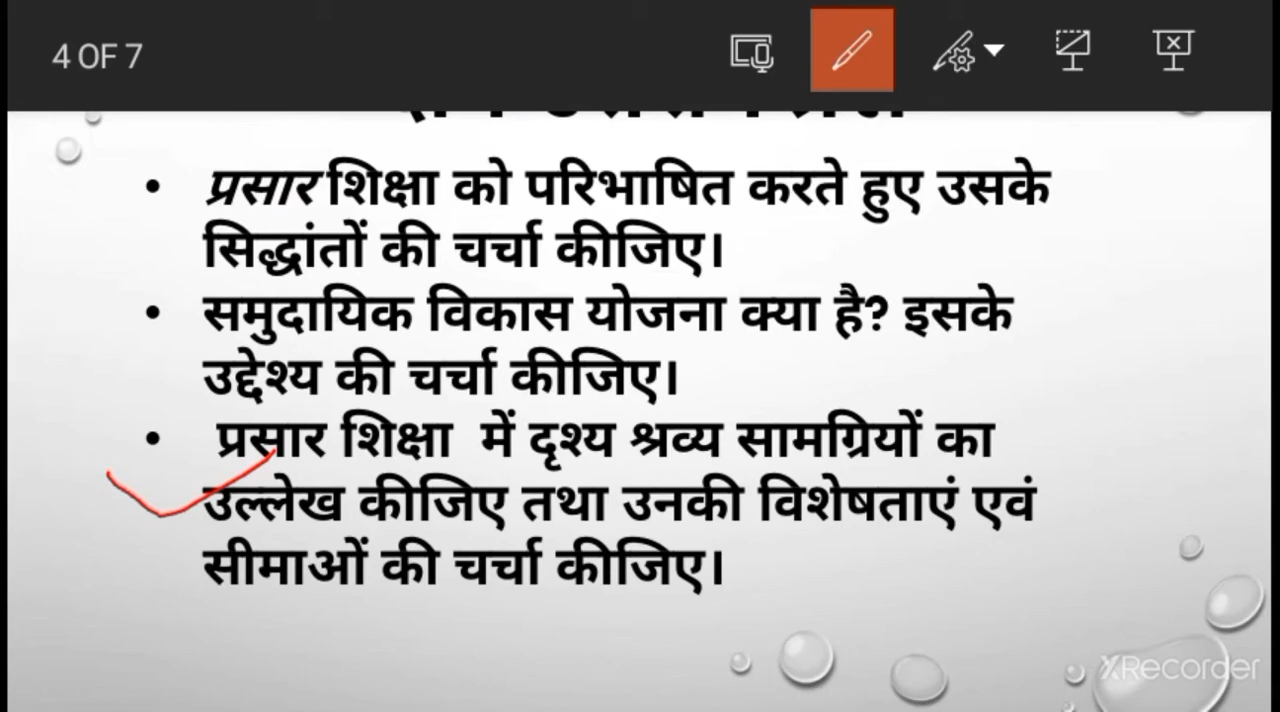 4 OF 7
• प्रसार शिक्षा को परिभाषित करते हुए उसके
सिद्धांतों की चर्चा कीजिए।
• समुदायिक विकास योजना क्या है? इसके
उद्देश्य की चर्चा कीजिए।
• प्रसार शिक्षा में दृश्य श्रव्य सामग्रियों का
उल्लेख कीजिए तथा उनकी विशेषताएं एवं
सीमाओं की चर्चा कीजिए।
XRecorder